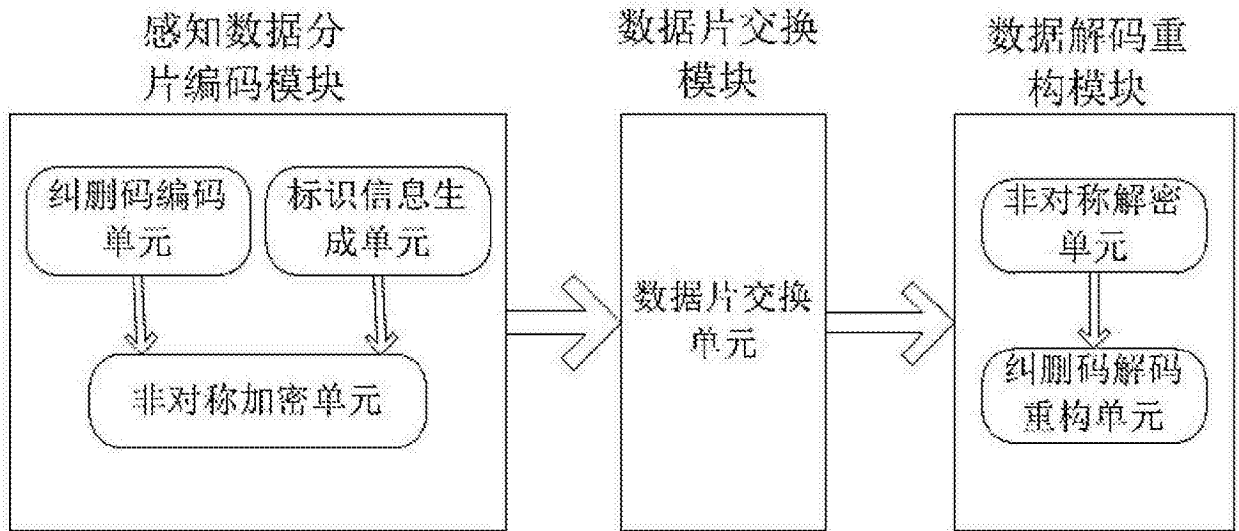 感知数据分
片编码模块
数据片交换
模块
数据解码重
构模块
纠删码编码
单元
标识信息生
成单元
非对称加密单元
数据片交换
单元
非对称解密
单元
纠删码解码
重构单元